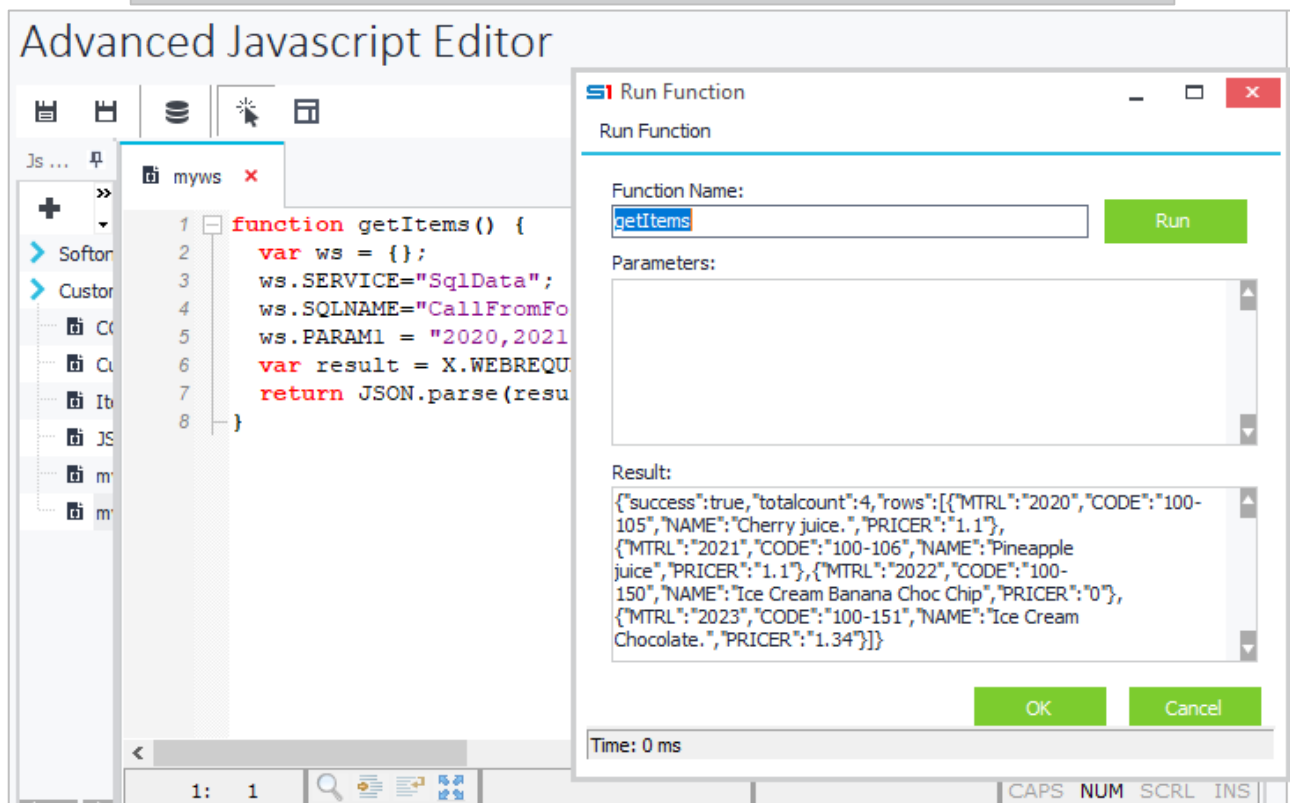 Advanced Javascript Editor
Js ...
Softon
Custor
CC
Cu
Ite
JS
m
m
myws
1 function getItems() {
2 var ws = {};
3 ws.SERVICE="SqlData";
4 ws.SQLNAME="CallFromFo
5 ws.PARAM1 = "2020,2021
6 var result = X.WEBREQU
7 return JSON.parse(resu
8 }
1: 1
S1 Run Function
Run Function
Function Name:
getItems
Run
Parameters:
Result:
{"success":true,"totalcount":4,"rows":[{"MTRL":"2020","CODE":"100-
105","NAME":"Cherry juice.","PRICER":"1.1"},
{"MTRL":"2021","CODE":"100-106","NAME":"Pineapple
juice","PRICER":"1.1"},{"MTRL":"2022","CODE":"100-
150","NAME":"Ice Cream Banana Choc Chip","PRICER":"0"},
{"MTRL":"2023","CODE":"100-151","NAME":"Ice Cream
Chocolate.","PRICER":"1.34"}]}
OK
Cancel
Time: 0 ms
CAPS NUM SCRL INS